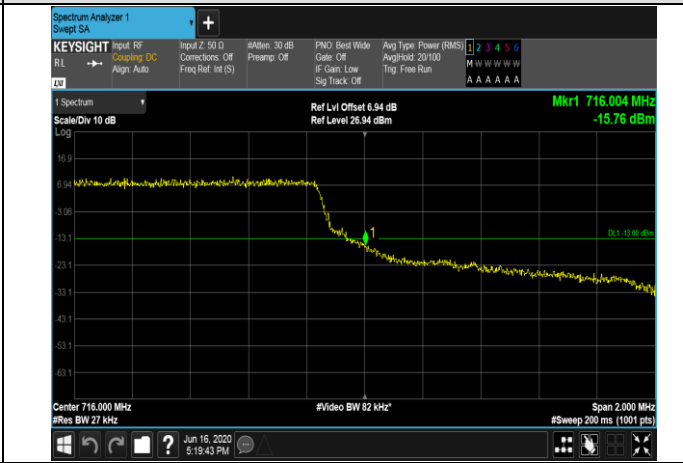 Spectrum Analyzer 1
Swept SA
+
KEYSIGHT
RL
Input: RF
Coupling: DC
Align: Auto
Input Z: 50 Ω
Corrections: Off
Freq Ref: Int (S)
#Atten: 30 dB
Preamp: Off
PNO: Best Wide
Gate: Off
IF Gain: Low
Sig Track: Off
Avg Type: Power (RMS)
Avg|Hold: 20/100
Trig: Free Run
1 2 3 4 5 6
M W W W W W
A A A A A A
1 Spectrum
Scale/Div 10 dB
Log
Ref Lvl Offset 6.94 dB
Ref Level 26.94 dBm
Mkr1 716.004 MHz
-15.76 dBm
16.9
6.94
-3.06
-13.1
-23.1
-33.1
-43.1
-53.1
-63.1
1
DL1 -13.00 dBm
Center 716.000 MHz
#Res BW 27 kHz
#Video BW 82 kHz*
Span 2.000 MHz
#Sweep 200 ms (1001 pts)
?
Jun 16, 2020
5:19:43 PM